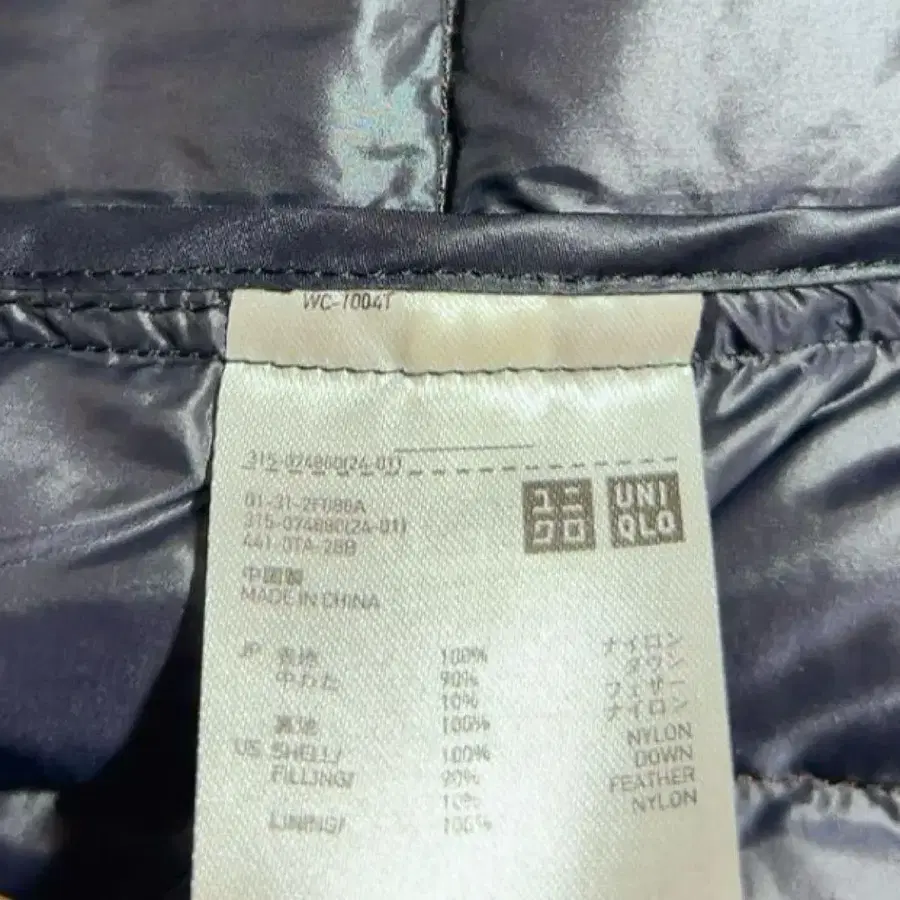 WC-1004T
315-074880(24-01)
01-31-2F080A
315-074880(24-01)
441-0TA-28B
ユニ
クロ
UNI
QLO
中国製
MADE IN CHINA
JP 表地 100% ナイロン
中わた 90% ダウン
10% フェザー
裏地 100% ナイロン
US SHELL/ 100% NYLON
FILLING/ 90% DOWN
10% FEATHER
LINING/ 100% NYLON